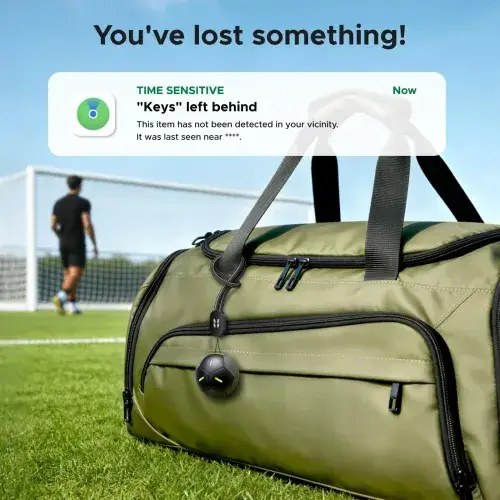 You've lost something!
TIME SENSITIVE
Now
"Keys" left behind
This item has not been detected in your vicinity.
It was last seen near ****.